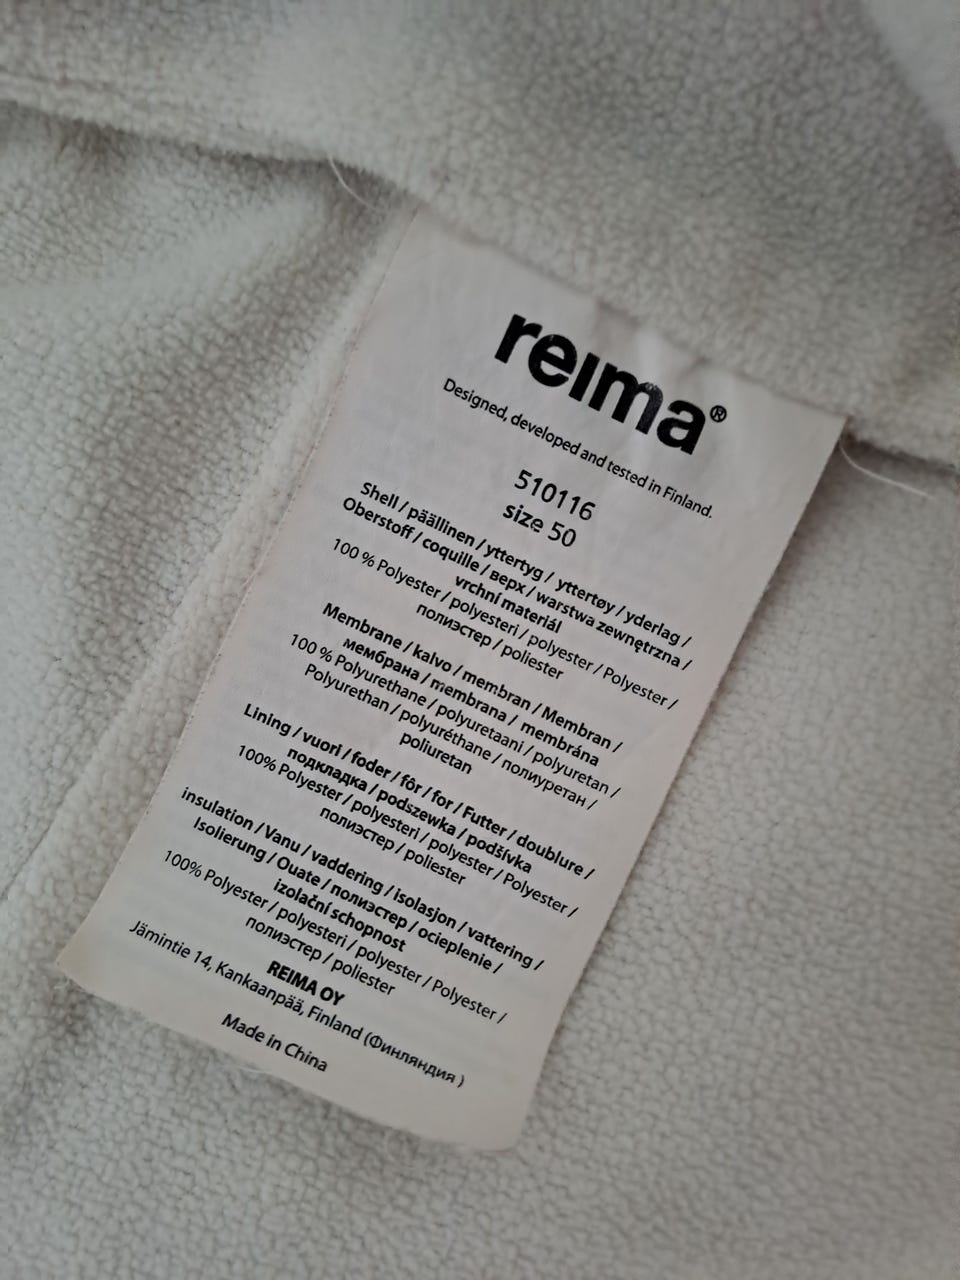 reima®
Designed, developed and tested in Finland.
510116
size 50
Shell / päällinen / yttertyg / yttertøy / yderlag /
Oberstoff / coquille / верх / warstwa zewnętrzna /
vrchní materiál
100 % Polyester / polyesteri / polyester / Polyester /
полиэстер / poliester
Membrane / kalvo / membran / Membran /
мембрана / membrana / membrána
100 % Polyurethane / polyuretaani / polyuretan /
Polyurethan / polyuréthane / полиуретан /
poliuretan
Lining / vuori / foder / fôr / for / Futter / doublure /
подкладка / podszewka / podšívka
100% Polyester / polyesteri / polyester / Polyester /
полиэстер / poliester
insulation / Vanu / vaddering / isolasjon / vattering /
Isolierung / Ouate / полиэстер / ocieplenie /
izolační schopnost
100% Polyester / polyesteri / polyester / Polyester /
полиэстер / poliester
REIMA OY
Jämintie 14, Kankaanpää, Finland (Финляндия )
Made in China